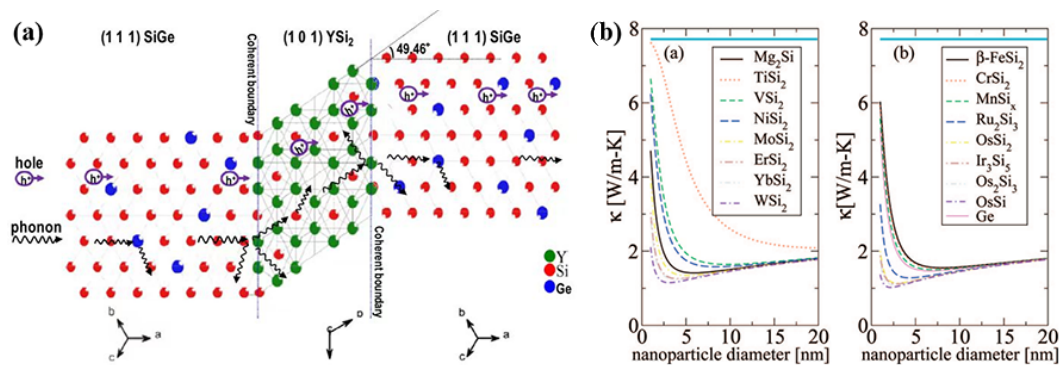 (a)
(1 1 1) SiGe
(1 0 1) YSi2
(1 1 1) SiGe
49.46°
Coherent boundary
Coherent boundary
hole
h+
h+
h+
h+
h+
h+
h+
h+
phonon
Y
Si
Ge
b
a
c
c
b
a
c
(b)
κ [W/m-K]
8
6
4
2
0
(a)
Mg2Si
TiSi2
VSi2
NiSi2
MoSi2
ErSi2
YbSi2
WSi2
0 5 10 15 20
nanoparticle diameter [nm]
κ[W/m-K]
8
6
4
2
0
(b)
β-FeSi2
CrSi2
MnSix
Ru2Si3
OsSi2
Ir3Si5
Os2Si3
OsSi
Ge
0 5 10 15 20
nanoparticle diameter [nm]